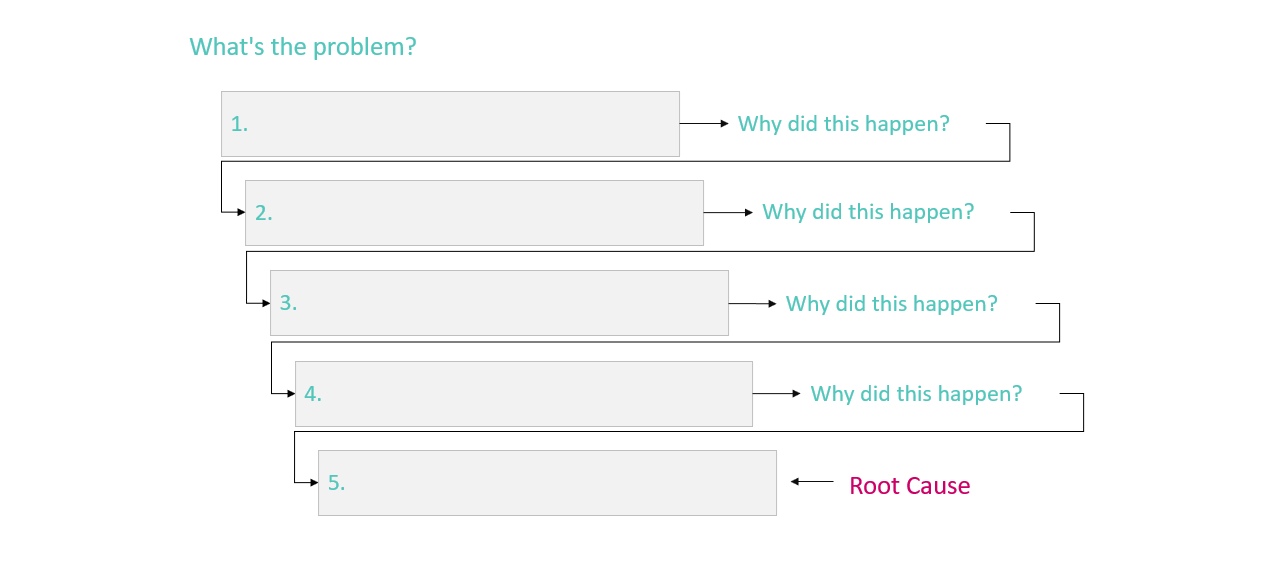 What's the problem?
1.
Why did this happen?
2.
Why did this happen?
3.
Why did this happen?
4.
Why did this happen?
5.
Root Cause